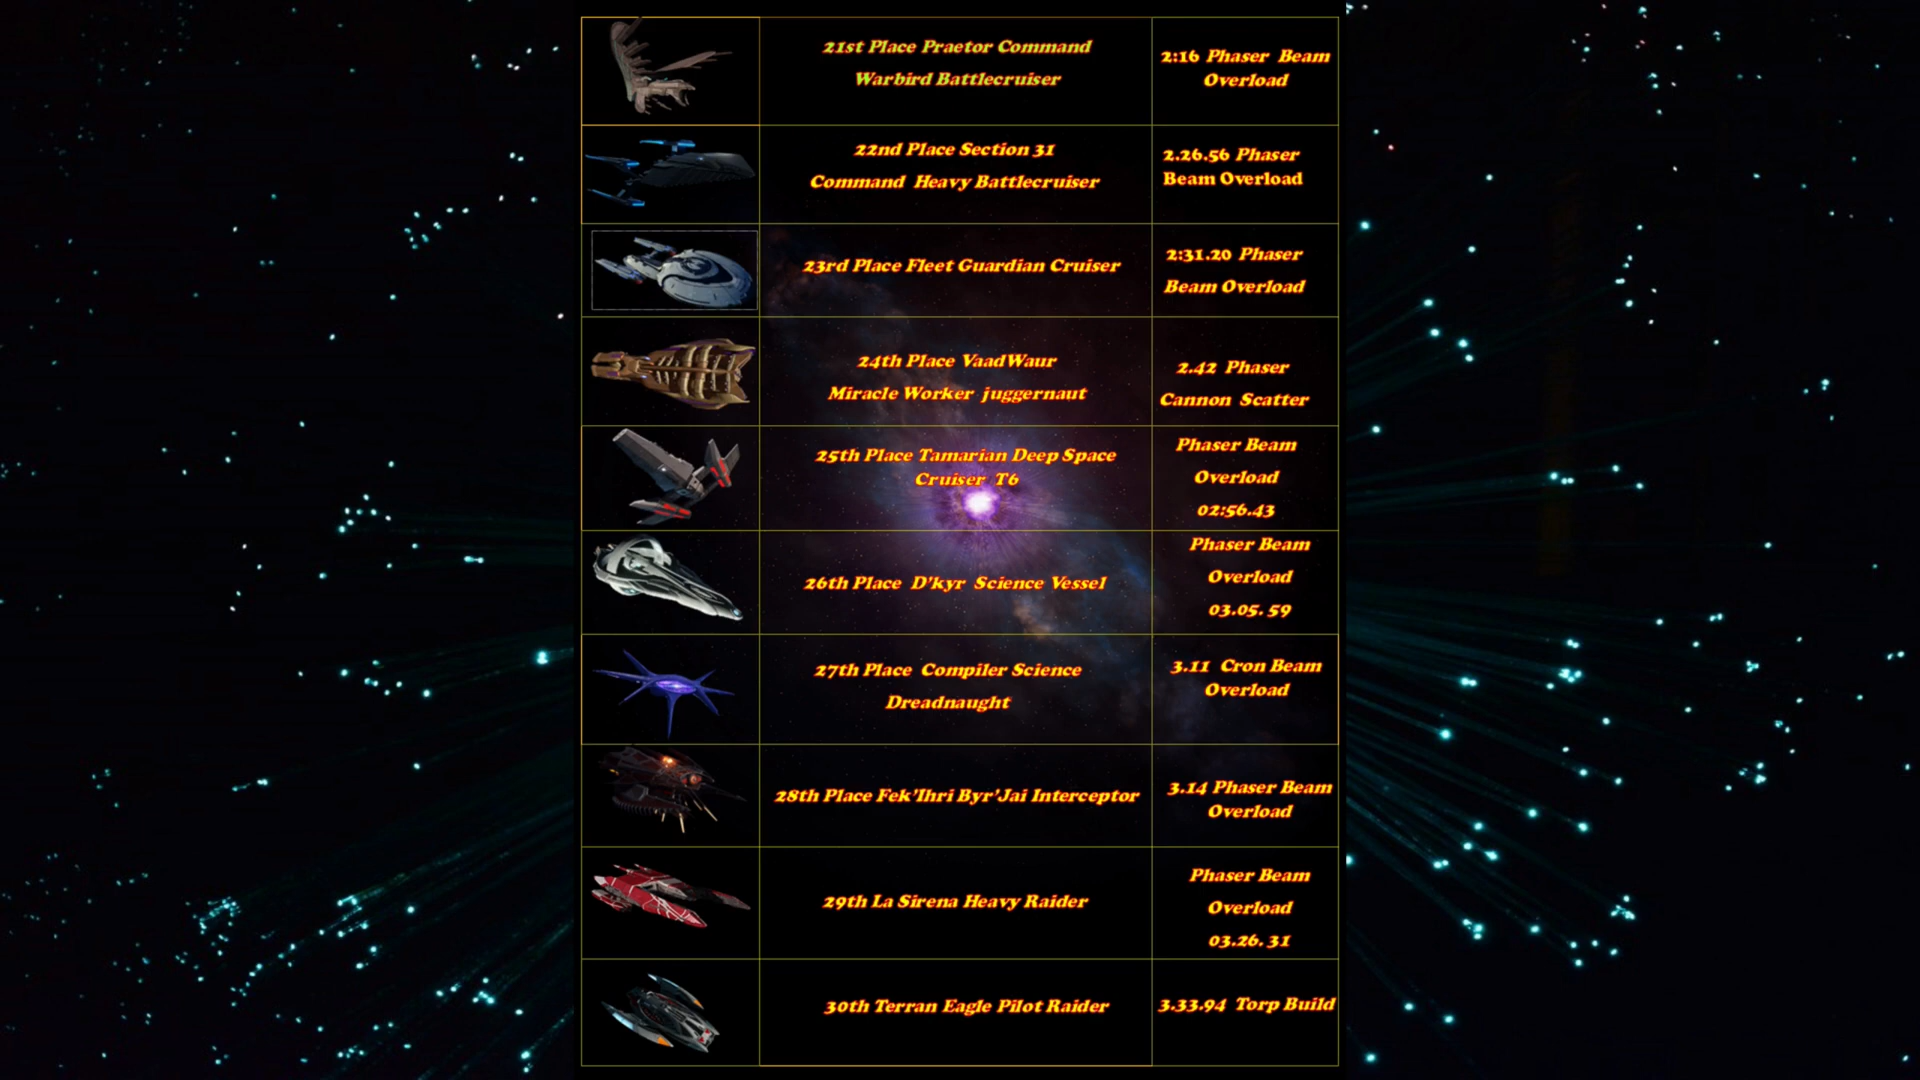 21st Place Praetor Command
Warbird Battlecruiser
2:16 Phaser Beam
Overload
22nd Place Section 31
Command Heavy Battlecruiser
2.26.56 Phaser
Beam Overload
23rd Place Fleet Guardian Cruiser
2:31.20 Phaser
Beam Overload
24th Place VaadWaur
Miracle Worker juggernaut
2.42 Phaser
Cannon Scatter
25th Place Tamarian Deep Space
Cruiser T6
Phaser Beam
Overload
02:56.43
26th Place D'kyr Science Vessel
Phaser Beam
Overload
03.05. 59
27th Place Compiler Science
Dreadnaught
3.11 Cron Beam
Overload
28th Place Fek'Ihri Byr'Jai Interceptor
3.14 Phaser Beam
Overload
29th La Sirena Heavy Raider
Phaser Beam
Overload
03.26. 31
30th Terran Eagle Pilot Raider
3.33.94 Torp Build